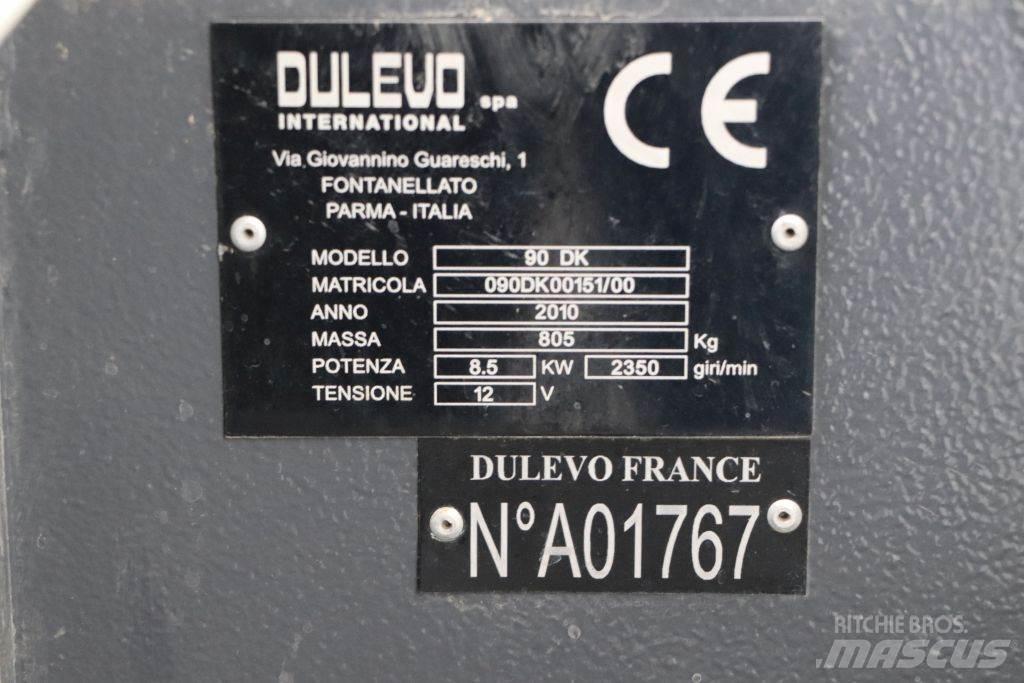 DULEVO spa
INTERNATIONAL
CE
Via Giovannino Guareschi, 1
FONTANELLATO
PARMA - ITALIA
MODELLO 90 DK
MATRICOLA 090DK00151/00
ANNO 2010
MASSA 805 Kg
POTENZA 8.5 KW 2350 giri/min
TENSIONE 12 V
DULEVO FRANCE
N°A01767
RITCHIE BROS.
MASCUS